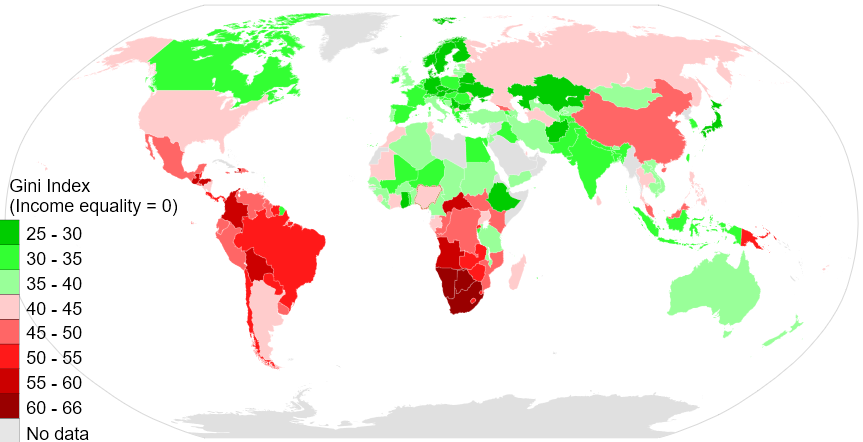 Gini Index
(Income equality = 0)
25 - 30
30 - 35
35 - 40
40 - 45
45 - 50
50 - 55
55 - 60
60 - 66
No data